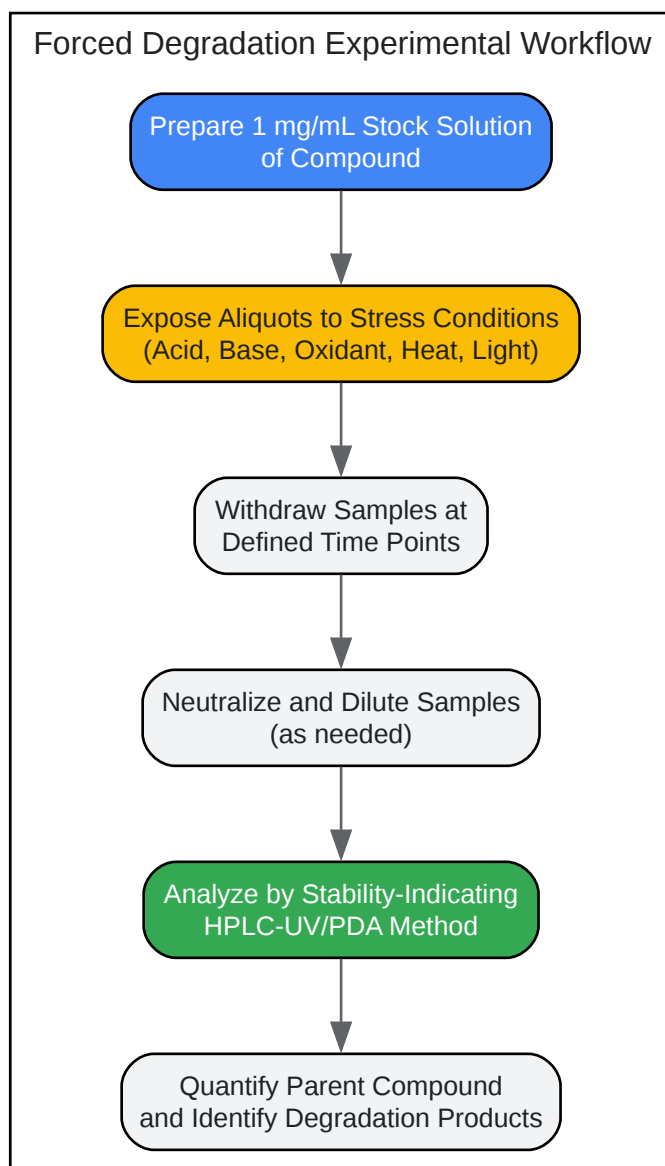 Forced Degradation Experimental Workflow
Prepare 1 mg/mL Stock Solution
of Compound
Expose Aliquots to Stress Conditions
(Acid, Base, Oxidant, Heat, Light)
Withdraw Samples at
Defined Time Points
Neutralize and Dilute Samples
(as needed)
Analyze by Stability-Indicating
HPLC-UV/PDA Method
Quantify Parent Compound
and Identify Degradation Products